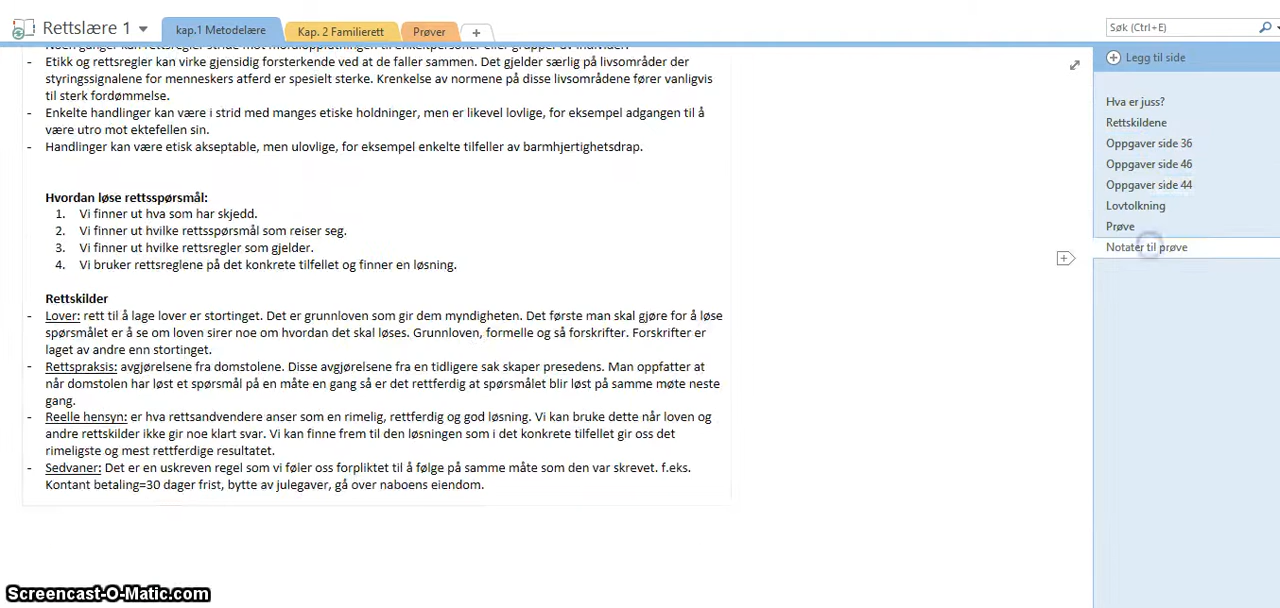 Rettslære 1
kap.1 Metodelære
Kap. 2 Familierett
Prøver
Søk (Ctrl+E)
Noen ganger kan rettsregler stride mot moraloppfatningen til enkeltpersoner eller grupper av individer.
- Etikk og rettsregler kan virke gjensidig forsterkende ved at de faller sammen. Det gjelder særlig på livsområder der
styringssignalene for menneskers atferd er spesielt sterke. Krenkelse av normene på disse livsområdene fører vanligvis
til sterk fordømmelse.
- Enkelte handlinger kan være i strid med manges etiske holdninger, men er likevel lovlige, for eksempel adgangen til å
være utro mot ektefellen sin.
- Handlinger kan være etisk akseptable, men ulovlige, for eksempel enkelte tilfeller av barmhjertighetsdrap.
Hvordan løse rettsspørsmål:
1. Vi finner ut hva som har skjedd.
2. Vi finner ut hvilke rettsspørsmål som reiser seg.
3. Vi finner ut hvilke rettsregler som gjelder.
4. Vi bruker rettsreglene på det konkrete tilfellet og finner en løsning.
Rettskilder
- Lover: rett til å lage lover er stortinget. Det er grunnloven som gir dem myndigheten. Det første man skal gjøre for å løse
spørsmålet er å se om loven sirer noe om hvordan det skal løses. Grunnloven, formelle og så forskrifter. Forskrifter er
laget av andre enn stortinget.
- Rettspraksis: avgjørelsene fra domstolene. Disse avgjørelsene fra en tidligere sak skaper presedens. Man oppfatter at
når domstolen har løst et spørsmål på en måte en gang så er det rettferdig at spørsmålet blir løst på samme møte neste
gang.
- Reelle hensyn: er hva rettsandvendere anser som en rimelig, rettferdig og god løsning. Vi kan bruke dette når loven og
andre rettskilder ikke gir noe klart svar. Vi kan finne frem til den løsningen som i det konkrete tilfellet gir oss det
rimeligste og mest rettferdige resultatet.
- Sedvaner: Det er en uskreven regel som vi føler oss forpliktet til å følge på samme måte som den var skrevet. f.eks.
Kontant betaling=30 dager frist, bytte av julegaver, gå over naboens eiendom.
Legg til side
Hva er juss?
Rettskildene
Oppgaver side 36
Oppgaver side 46
Oppgaver side 44
Lovtolkning
Prøve
Notater til prøve
Screencast-O-Matic.com